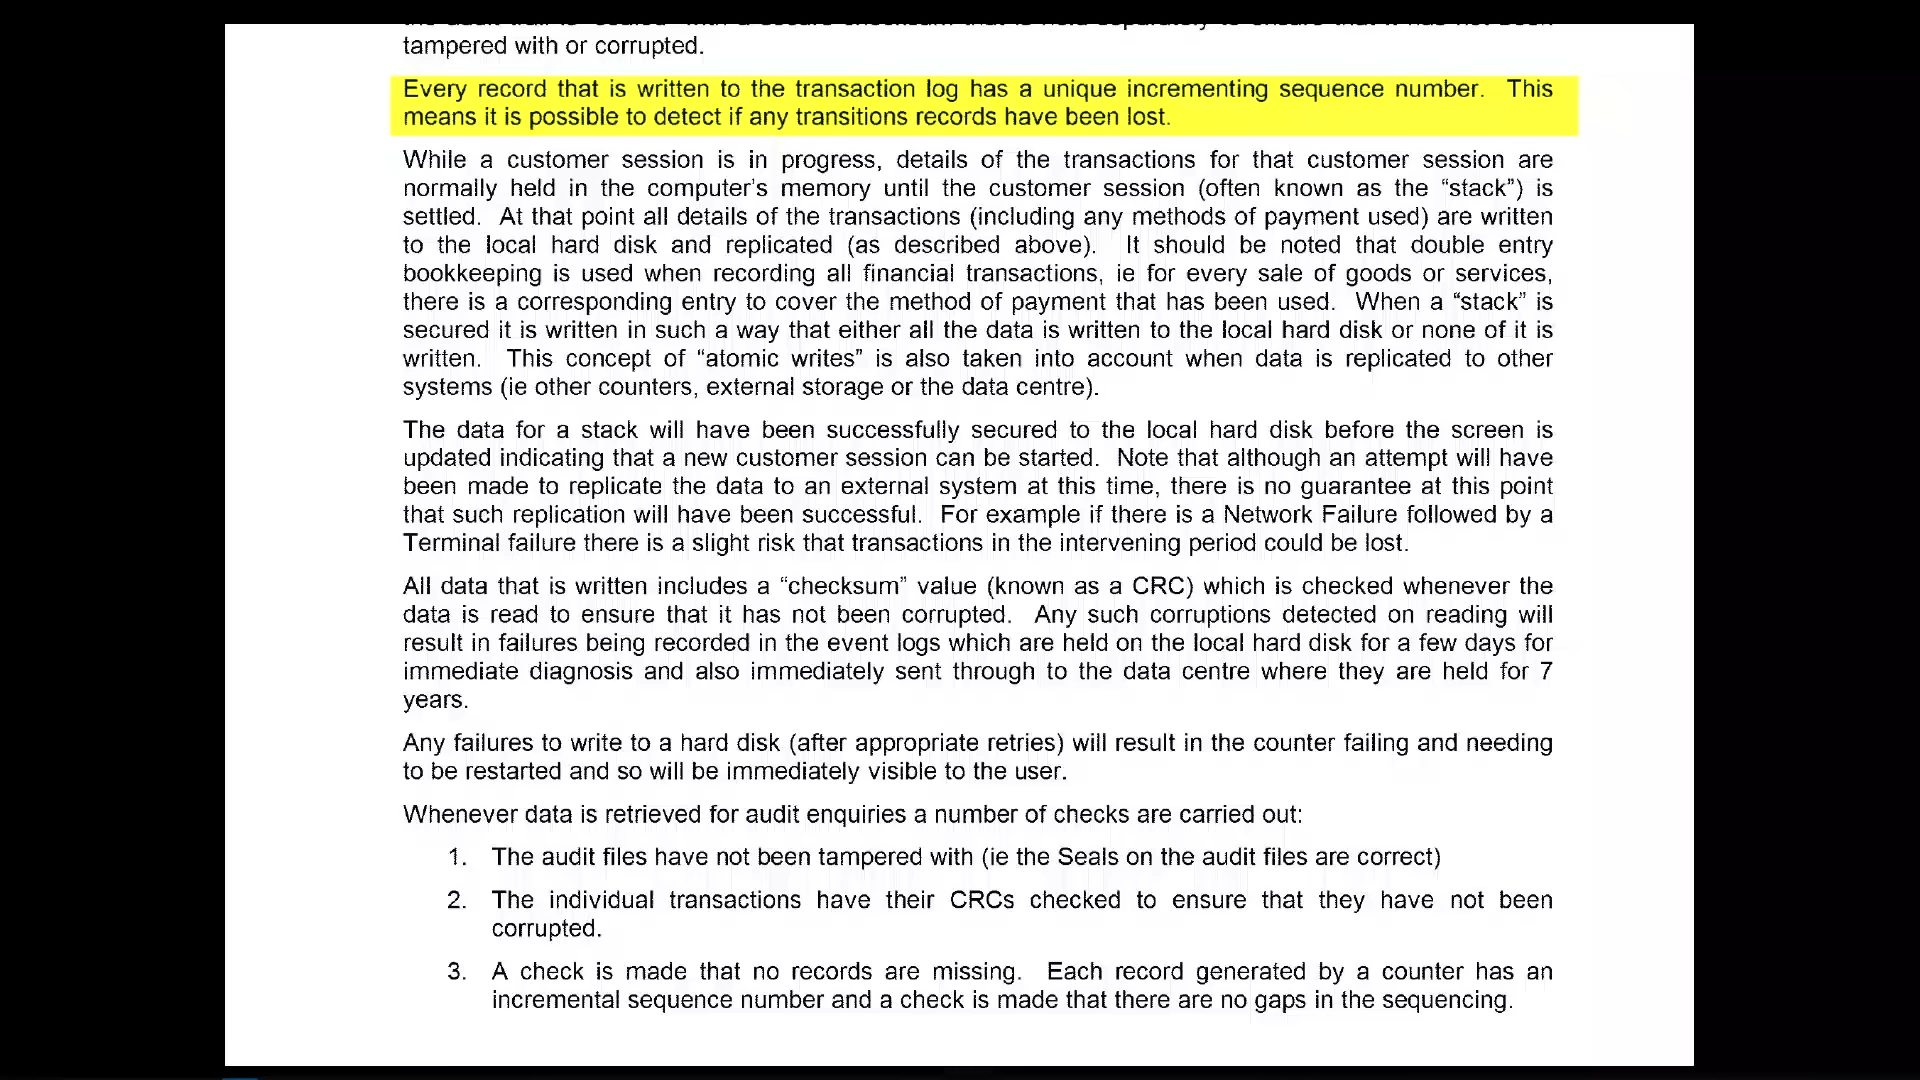 tampered with or corrupted.
Every record that is written to the transaction log has a unique incrementing sequence number. This
means it is possible to detect if any transitions records have been lost.
While a customer session is in progress, details of the transactions for that customer session are
normally held in the computer's memory until the customer session (often known as the “stack”) is
settled. At that point all details of the transactions (including any methods of payment used) are written
to the local hard disk and replicated (as described above). It should be noted that double entry
bookkeeping is used when recording all financial transactions, ie for every sale of goods or services,
there is a corresponding entry to cover the method of payment that has been used. When a “stack” is
secured it is written in such a way that either all the data is written to the local hard disk or none of it is
written. This concept of “atomic writes” is also taken into account when data is replicated to other
systems (ie other counters, external storage or the data centre).
The data for a stack will have been successfully secured to the local hard disk before the screen is
updated indicating that a new customer session can be started. Note that although an attempt will have
been made to replicate the data to an external system at this time, there is no guarantee at this point
that such replication will have been successful. For example if there is a Network Failure followed by a
Terminal failure there is a slight risk that transactions in the intervening period could be lost.
All data that is written includes a “checksum” value (known as a CRC) which is checked whenever the
data is read to ensure that it has not been corrupted. Any such corruptions detected on reading will
result in failures being recorded in the event logs which are held on the local hard disk for a few days for
immediate diagnosis and also immediately sent through to the data centre where they are held for 7
years.
Any failures to write to a hard disk (after appropriate retries) will result in the counter failing and needing
to be restarted and so will be immediately visible to the user.
Whenever data is retrieved for audit enquiries a number of checks are carried out:
1. The audit files have not been tampered with (ie the Seals on the audit files are correct)
2. The individual transactions have their CRCs checked to ensure that they have not been
corrupted.
3. A check is made that no records are missing. Each record generated by a counter has an
incremental sequence number and a check is made that there are no gaps in the sequencing.